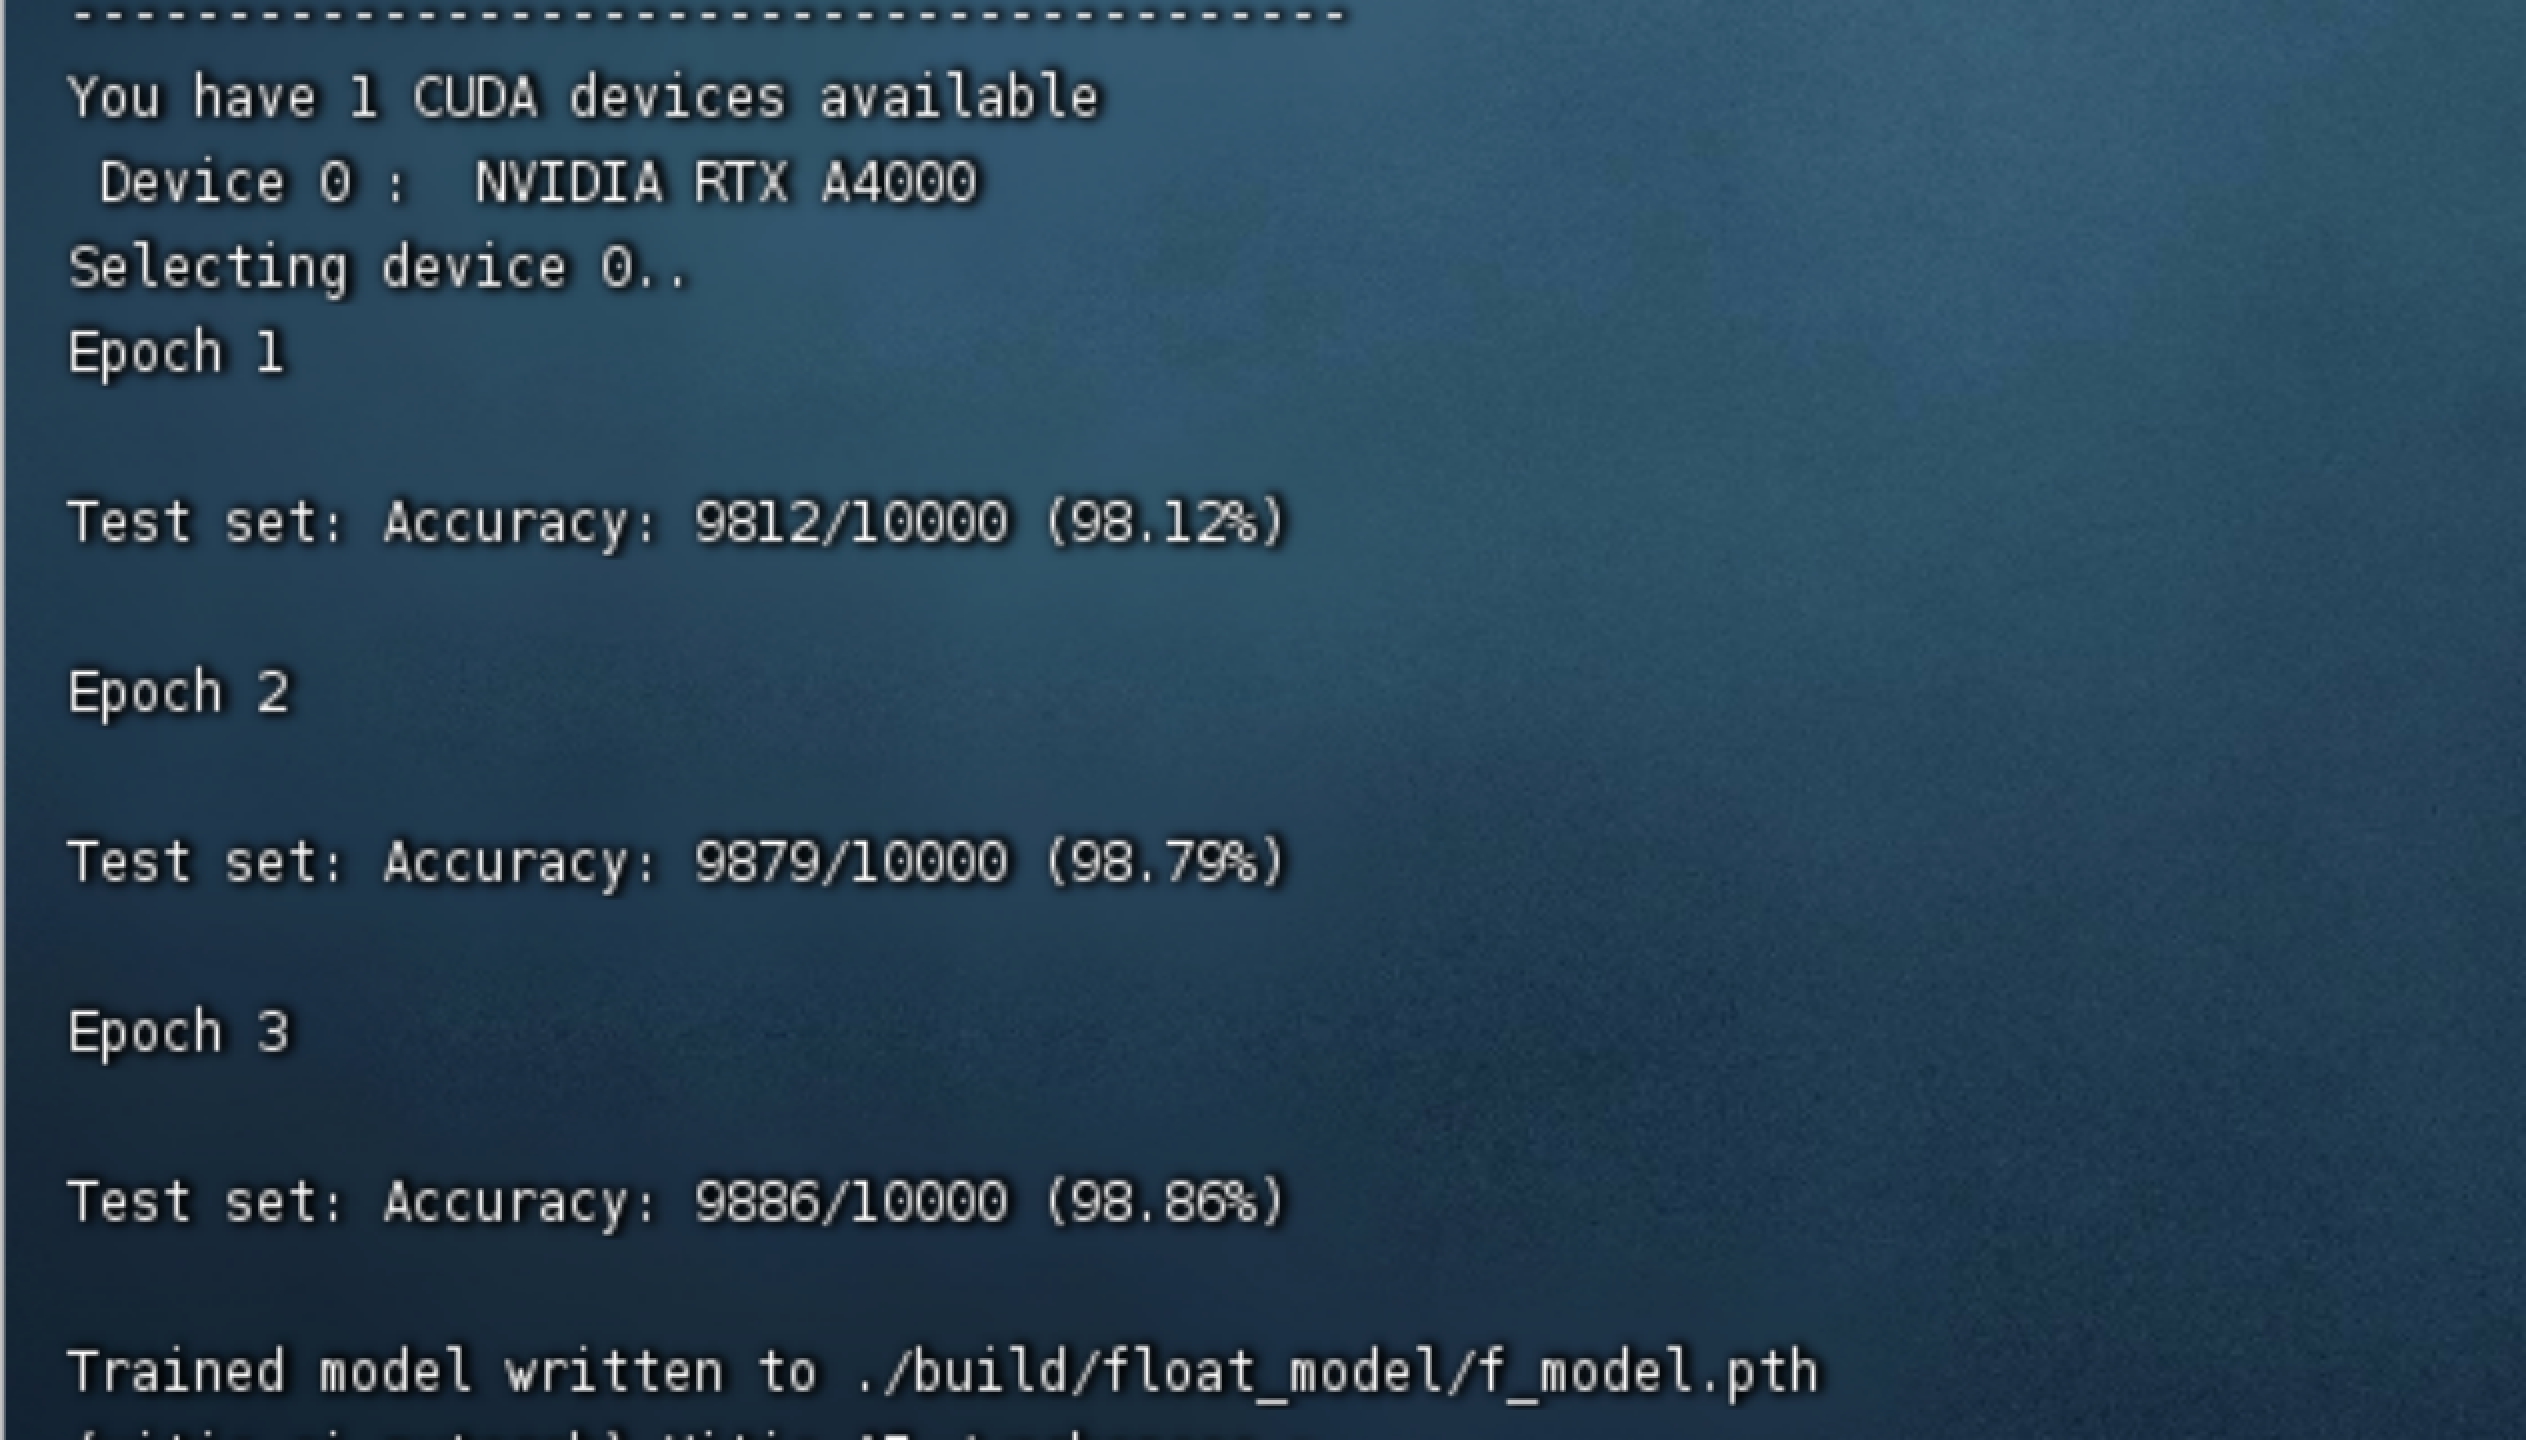 -----------------------------------------
You have 1 CUDA devices available
 Device 0 :  NVIDIA RTX A4000
Selecting device 0..
Epoch 1
Test set: Accuracy: 9812/10000 (98.12%)
Epoch 2
Test set: Accuracy: 9879/10000 (98.79%)
Epoch 3
Test set: Accuracy: 9886/10000 (98.86%)
Trained model written to ./build/float_model/f_model.pth